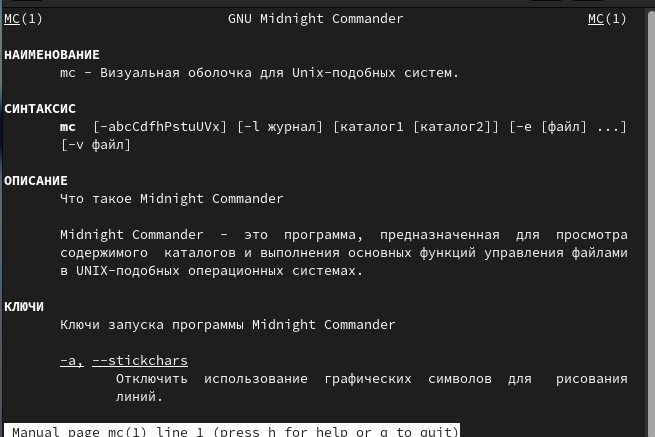 MC(1) GNU Midnight Commander MC(1)
НАИМЕНОВАНИЕ
mc - Визуальная оболочка для Unix-подобных систем.
СИНТАКСИС
mc [-abcCdfhPstuUVx] [-l журнал] [каталог1 [каталог2]] [-e [файл] ...]
[-v файл]
ОПИСАНИЕ
Что такое Midnight Commander
Midnight Commander - это программа, предназначенная для просмотра
содержимого каталогов и выполнения основных функций управления файлами
в UNIX-подобных операционных системах.
КЛЮЧИ
Ключи запуска программы Midnight Commander
-a, --stickchars
Отключить использование графических символов для рисования
линий.
Manual page mc(1) line 1 (press h for help or q to quit)